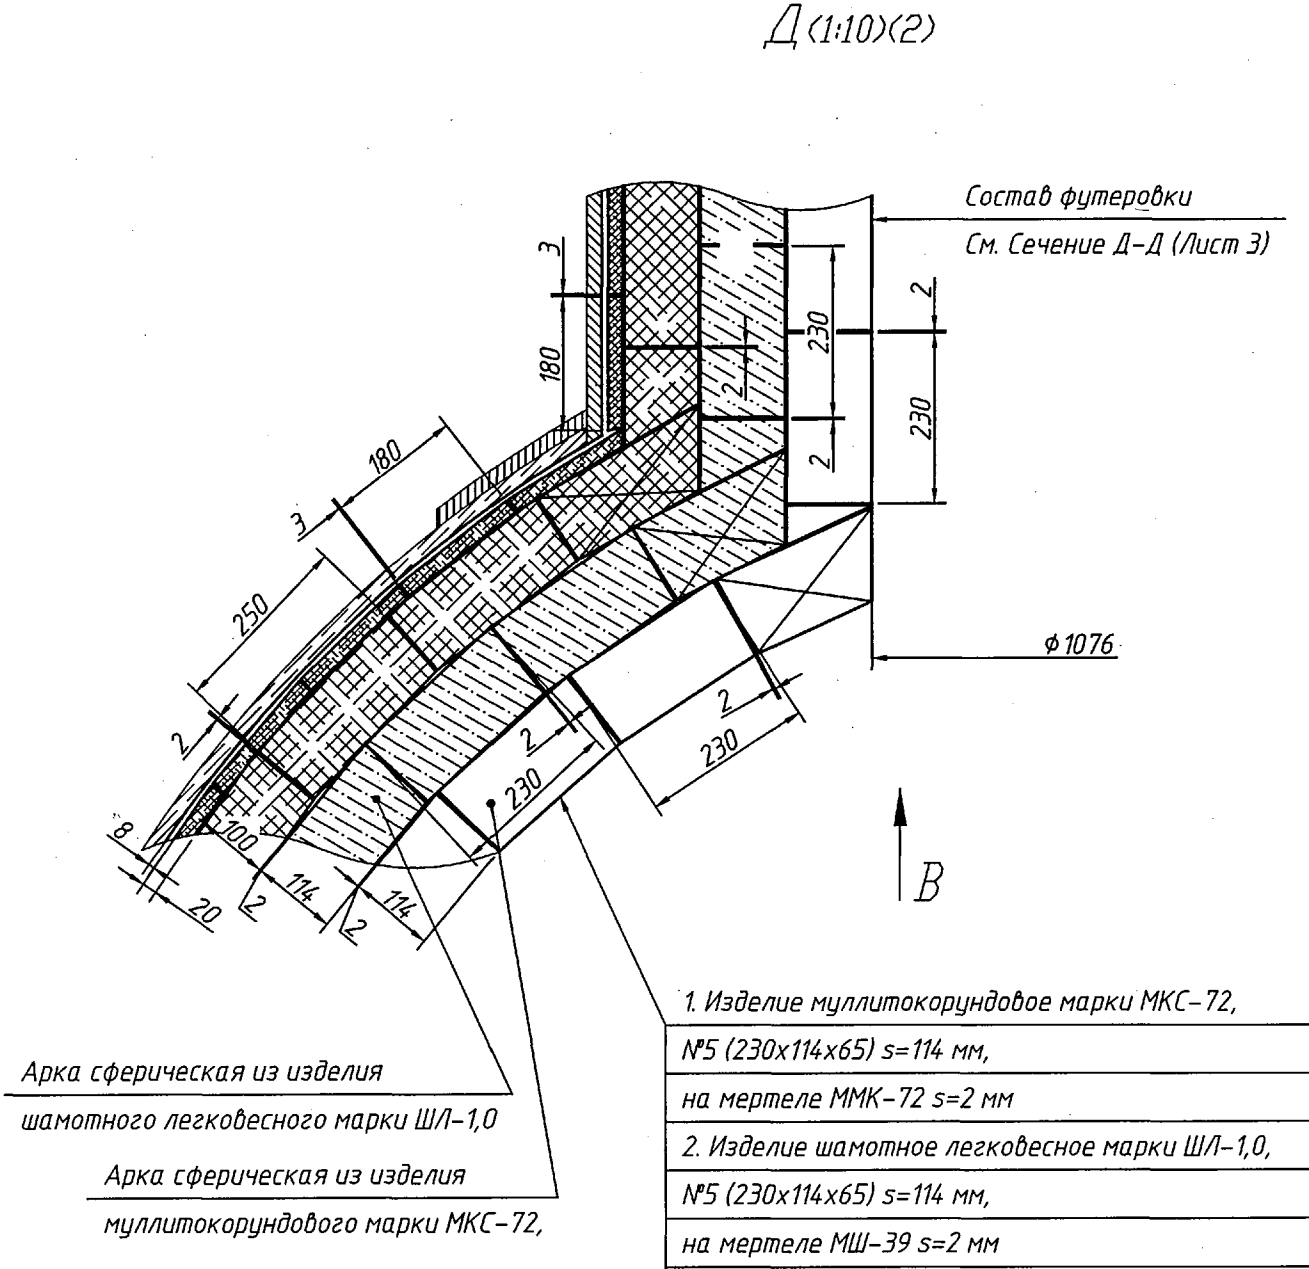 Д (1:10)(2)
Состав футеровки
См. Сечение Д-Д (Лист 3)
3
180
2
230
2
230
2
2
180
3
250
2
ϕ1076
2
230
2
230
8
20
100
2
114
2
114
В
1. Изделие муллитокорундовое марки МКС-72,
№5 (230х114х65) s=114 мм,
на мертеле ММК-72 s=2 мм
2. Изделие шамотное легковесное марки ШЛ-1,0,
№5 (230х114х65) s=114 мм,
на мертеле МШ-39 s=2 мм
Арка сферическая из изделия
шамотного легковесного марки ШЛ-1,0
Арка сферическая из изделия
муллитокорундового марки МКС-72,